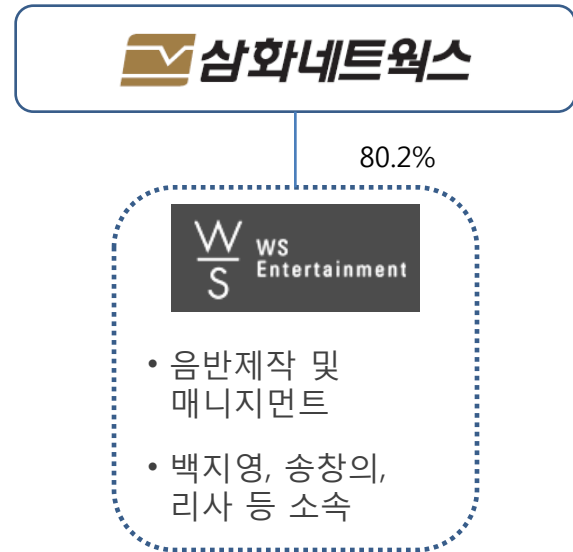 삼화네트웍스
80.2%
W
S
WS
Entertainment
• 음반제작 및
매니지먼트
• 백지영, 송창의,
리사 등 소속